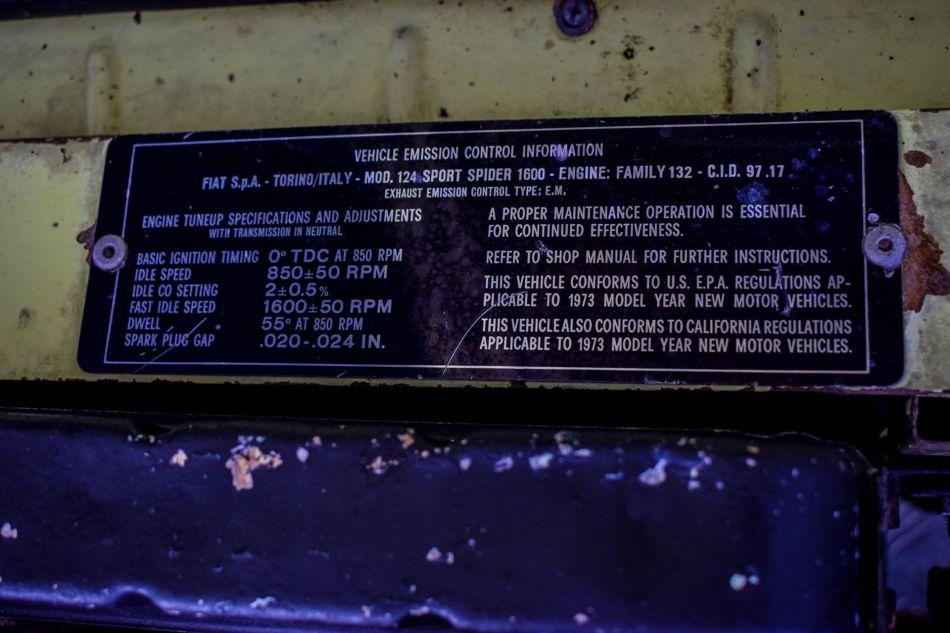 VEHICLE EMISSION CONTROL INFORMATION
FIAT S.p.A. - TORINO/ITALY - MOD. 124 SPORT SPIDER 1600 - ENGINE: FAMILY 132 - C.I.D. 97.17
EXHAUST EMISSION CONTROL TYPE: E.M.
ENGINE TUNEUP SPECIFICATIONS AND ADJUSTMENTS
WITH TRANSMISSION IN NEUTRAL
BASIC IGNITION TIMING 0° TDC AT 850 RPM
IDLE SPEED 850±50 RPM
IDLE CO SETTING 2±0.5%
FAST IDLE SPEED 1600±50 RPM
DWELL 55° AT 850 RPM
SPARK PLUG GAP .020-.024 IN.
A PROPER MAINTENANCE OPERATION IS ESSENTIAL
FOR CONTINUED EFFECTIVENESS.
REFER TO SHOP MANUAL FOR FURTHER INSTRUCTIONS.
THIS VEHICLE CONFORMS TO U.S. E.P.A. REGULATIONS AP-
PLICABLE TO 1973 MODEL YEAR NEW MOTOR VEHICLES.
THIS VEHICLE ALSO CONFORMS TO CALIFORNIA REGULATIONS
APPLICABLE TO 1973 MODEL YEAR NEW MOTOR VEHICLES.